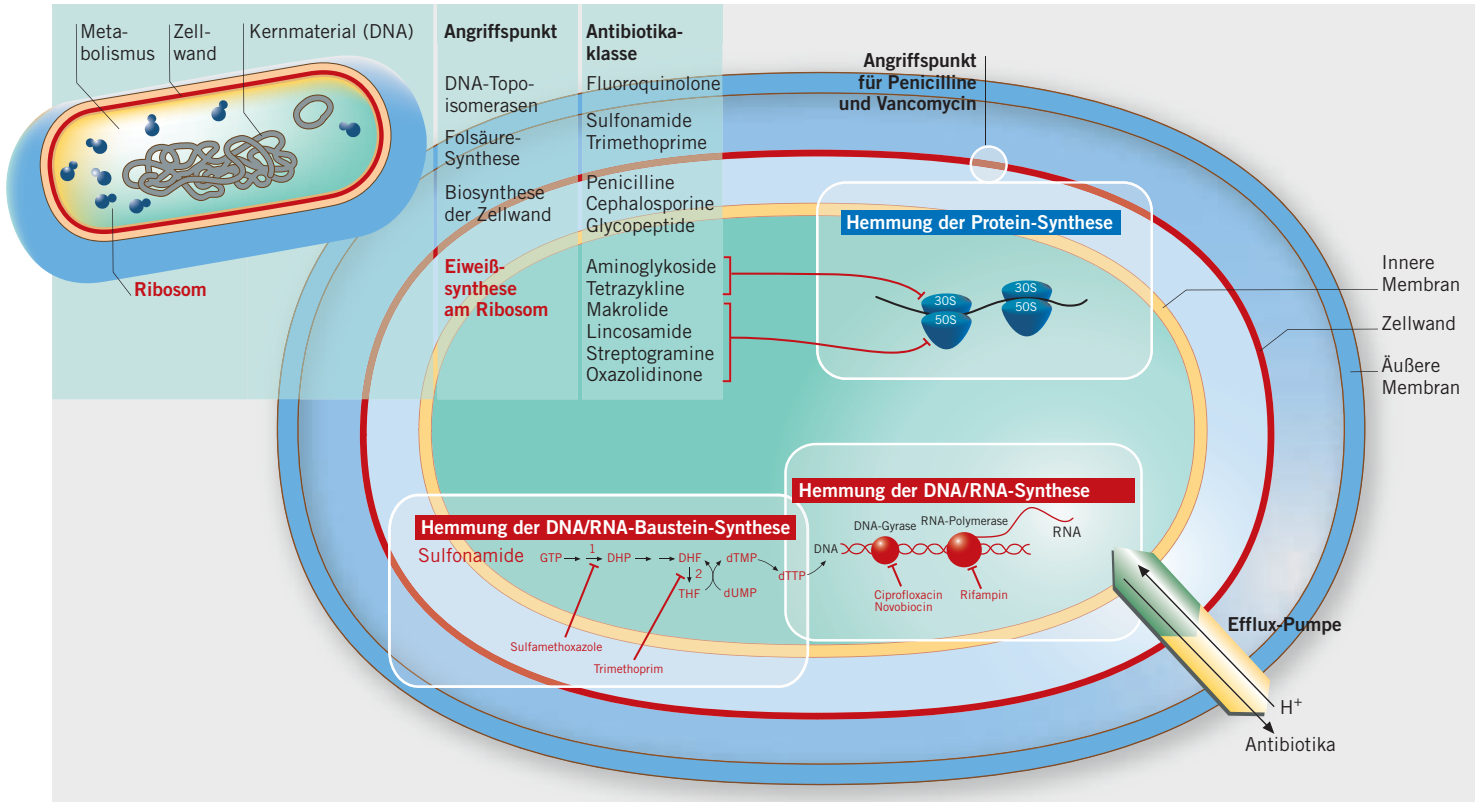 Meta-
bolismus
Zell-
wand
Kernmaterial (DNA)
Ribosom
Angriffspunkt
DNA-Topo-
isomerasen
Folsäure-
Synthese
Biosynthese
der Zellwand
Eiweiß-
synthese
am Ribosom
Antibiotika-
klasse
Fluoroquinolone
Sulfonamide
Trimethoprime
Penicilline
Cephalosporine
Glycopeptide
Aminoglykoside
Tetrazykline
Makrolide
Lincosamide
Streptogramine
Oxazolidinone
Angriffspunkt
für Penicilline
und Vancomycin
Hemmung der Protein-Synthese
30S
50S
30S
50S
Innere
Membran
Zellwand
Äußere
Membran
Hemmung der DNA/RNA-Baustein-Synthese
Sulfonamide
GTP
1
DHP
DHF
dTMP
2
THF
dUMP
dTTP
Sulfamethoxazole
Trimethoprim
Hemmung der DNA/RNA-Synthese
DNA-Gyrase
RNA-Polymerase
RNA
DNA
Ciprofloxacin
Novobiocin
Rifampin
Efflux-Pumpe
H+
Antibiotika